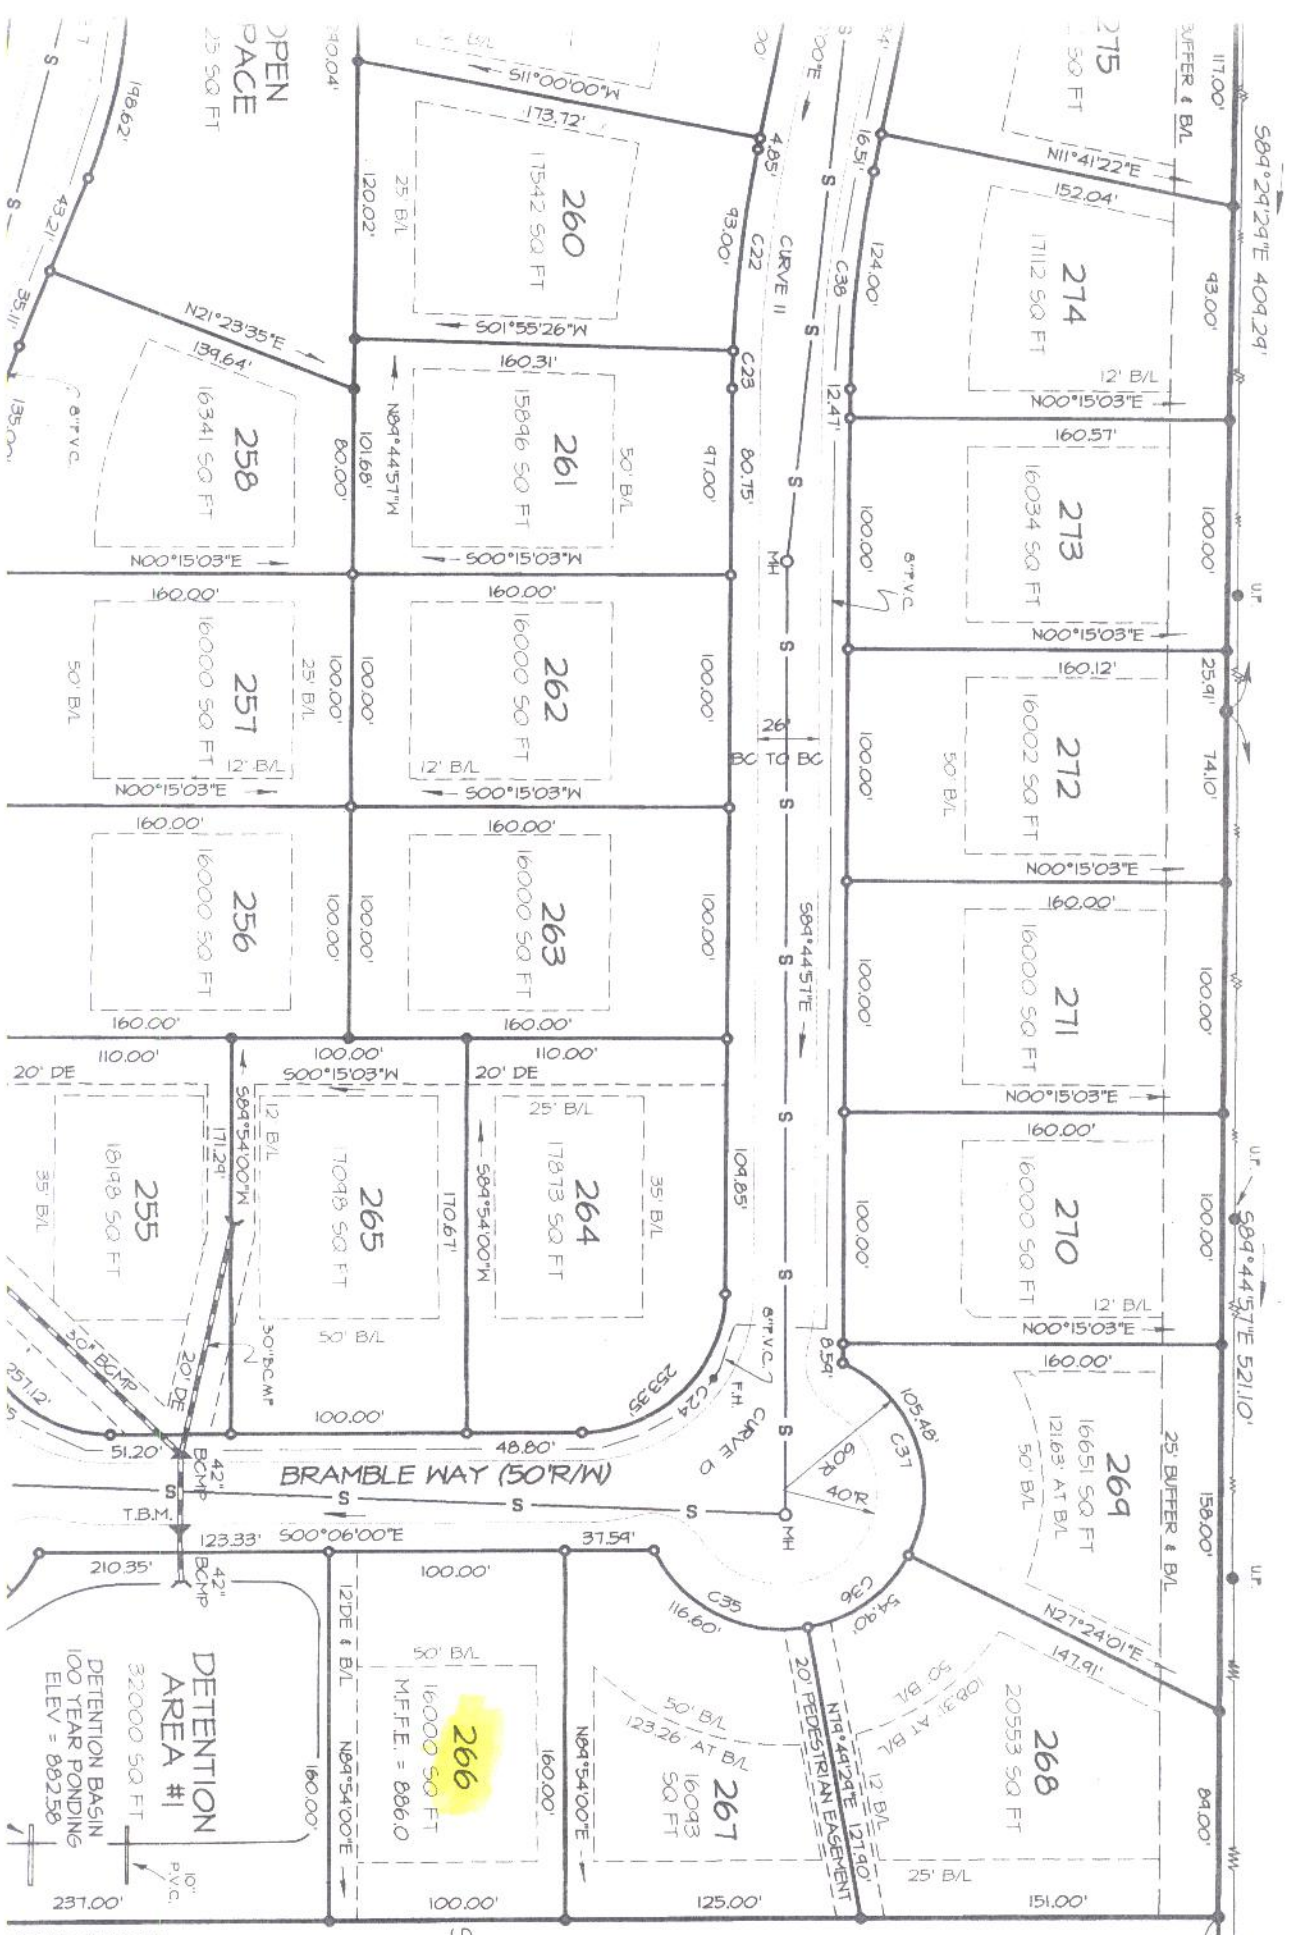 275
SQ FT
BUFFER & B/L
117.00'
S89°29'29"E 409.29'
N11°41'22"E
152.04'
274
17112 SQ FT
93.00'
12' B/L
N00°15'03"E
160.57'
16.51'
124.00'
C38
12.47'
273
16034 SQ FT
100.00'
100.00'
8"P.V.C.
N00°15'03"E
160.12'
U.P.
25.91'
74.10'
272
16002 SQ FT
50' B/L
100.00'
N00°15'03"E
160.00'
271
16000 SQ FT
100.00'
100.00'
N00°15'03"E
160.00'
270
16000 SQ FT
100.00'
100.00'
12' B/L
N00°15'03"E
160.00'
U.P.
S89°44'57"E 521.10'
8.59'
269
16651 SQ FT
121.63' AT B/L
50' B/L
25' BUFFER & B/L
158.00'
U.P.
105.48'
C37
60'R
40'R
N27°24'01"E
147.91'
268
20553 SQ FT
108.31' AT B/L
50' B/L
12' B/L
25' B/L
89.00'
151.00'
C36
54.90'
N79°49'29"E 127.90'
20' PEDESTRIAN EASEMENT
267
16093
SQ FT
123.26' AT B/L
50' B/L
125.00'
C35
116.60'
37.59'
N89°54'00"E
160.00'
266
16000 SQ FT
M.F.F.E. = 886.0
50' B/L
100.00'
100.00'
12'DE & B/L
N89°54'00"E
160.00'
DETENTION
AREA #1
32000 SQ FT
DETENTION BASIN
100 YEAR PONDING
ELEV = 882.58
10"
P.V.C.
237.00'
210.35'
123.33'
S00°06'00"E
42"
BCMP
T.B.M.
42"
BCMP
BRAMBLE WAY (50'R/W)
MH
S
CURVE D
C24
253.35'
F.H.
8"P.V.C.
48.80'
100.00'
51.20'
257.12'
30" BCMP
20' DE
30"BCMP
264
17873 SQ FT
35' B/L
25' B/L
109.85'
110.00'
20' DE
S89°54'00"W
170.67'
265
17098 SQ FT
50' B/L
12' B/L
100.00'
S00°15'03"W
S89°54'00"W
171.29'
255
18198 SQ FT
35' B/L
110.00'
20' DE
263
16000 SQ FT
160.00'
160.00'
100.00'
100.00'
256
16000 SQ FT
160.00'
160.00'
100.00'
262
16000 SQ FT
12' B/L
S00°15'03"W
160.00'
100.00'
100.00'
257
16000 SQ FT
25' B/L
50' B/L
12' B/L
N00°15'03"E
160.00'
100.00'
261
15896 SQ FT
50' B/L
S00°15'03"W
160.31'
97.00'
80.75'
C23
N89°44'57"W
101.68'
80.00'
258
16341 SQ FT
N00°15'03"E
N21°23'35"E
139.64'
8"P.V.C.
135.00'
260
17542 SQ FT
25' B/L
S01°55'26"W
S11°00'00"W
173.72'
120.02'
4.85'
93.00'
C22
CURVE 11
S
MH
26'
BC TO BC
S89°44'57"E
OPEN
SPACE
25 SQ FT
198.62'
43.21'
35.11'